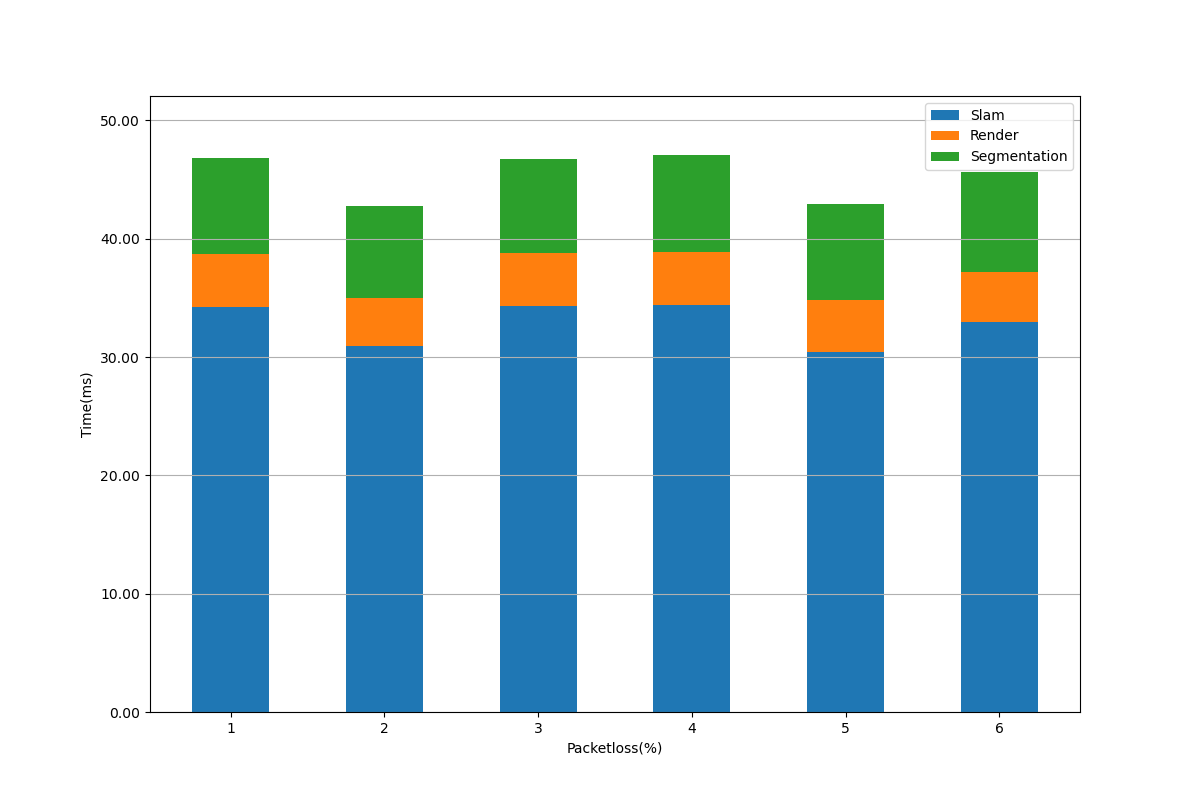 50.00
40.00
30.00
20.00
10.00
0.00
Time(ms)
Slam
Render
Segmentation
1 2 3 4 5 6
Packetloss(%)